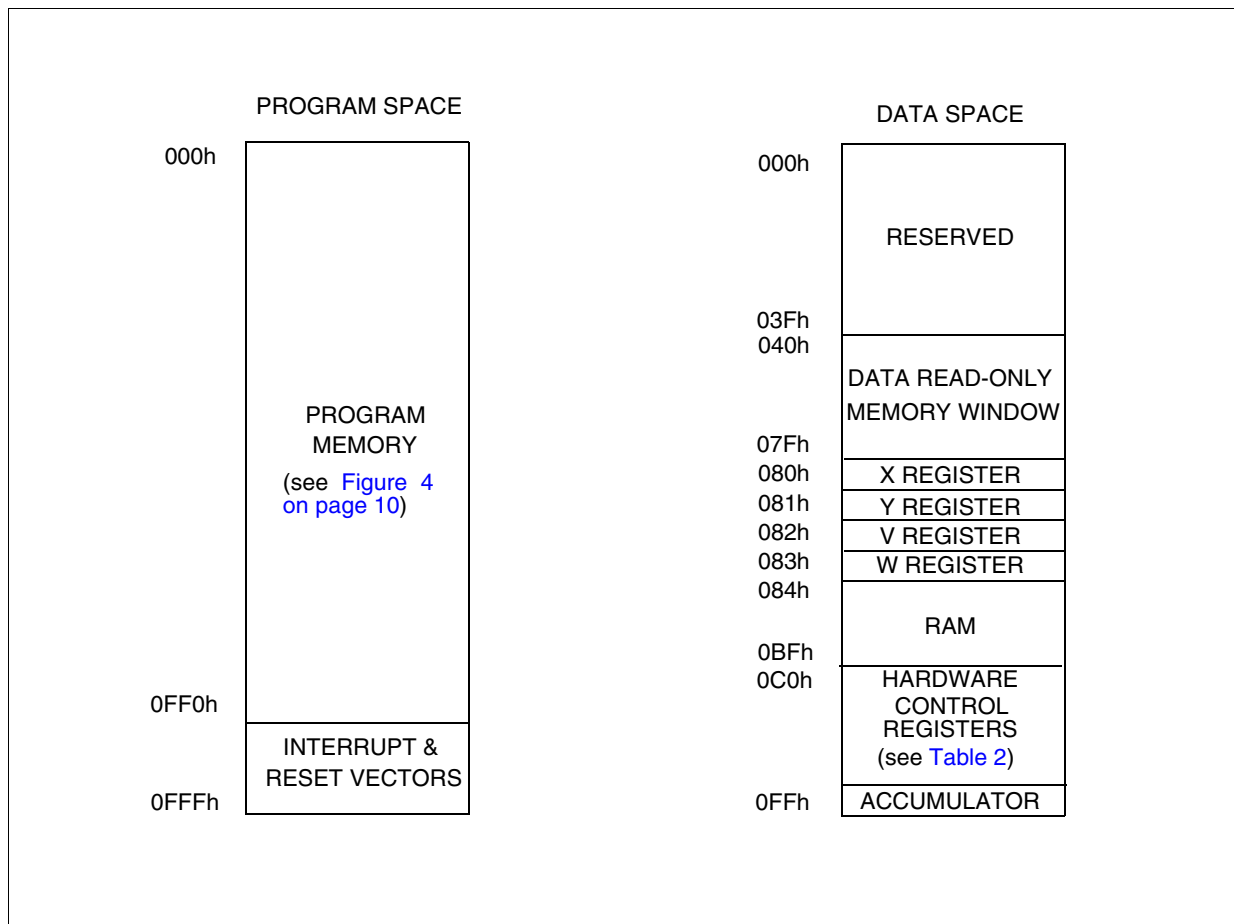 PROGRAM SPACE
000h
PROGRAM
MEMORY
(see Figure 4
on page 10)
0FF0h
INTERRUPT &
RESET VECTORS
0FFFh
DATA SPACE
000h
RESERVED
03Fh
040h
DATA READ-ONLY
MEMORY WINDOW
07Fh
080h
X REGISTER
081h
Y REGISTER
082h
V REGISTER
083h
W REGISTER
084h
RAM
0BFh
0C0h
HARDWARE
CONTROL
REGISTERS
(see Table 2)
0FFh
ACCUMULATOR